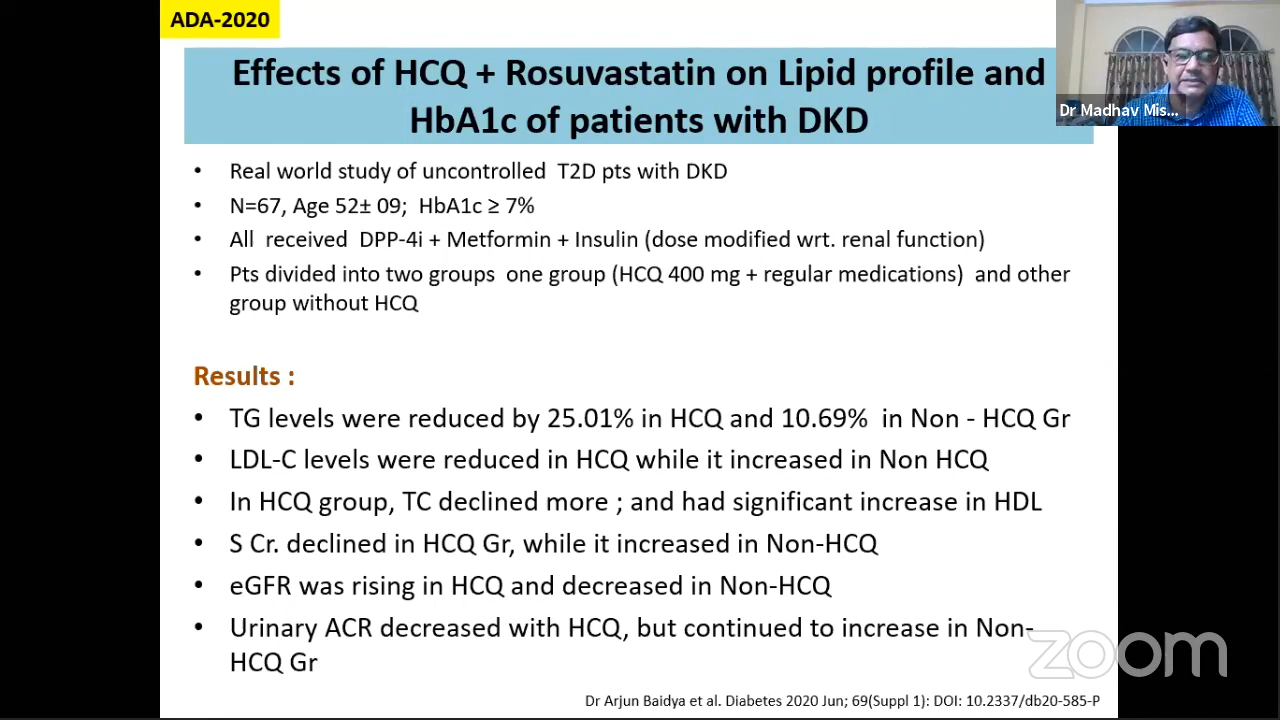 ADA-2020
Effects of HCQ + Rosuvastatin on Lipid profile and
HbA1c of patients with DKD
Dr Madhav Mis...
• Real world study of uncontrolled T2D pts with DKD
• N=67, Age 52± 09; HbA1c ≥ 7%
• All received DPP-4i + Metformin + Insulin (dose modified wrt. renal function)
• Pts divided into two groups one group (HCQ 400 mg + regular medications) and other
group without HCQ
Results :
• TG levels were reduced by 25.01% in HCQ and 10.69% in Non - HCQ Gr
• LDL-C levels were reduced in HCQ while it increased in Non HCQ
• In HCQ group, TC declined more ; and had significant increase in HDL
• S Cr. declined in HCQ Gr, while it increased in Non-HCQ
• eGFR was rising in HCQ and decreased in Non-HCQ
• Urinary ACR decreased with HCQ, but continued to increase in Non-
HCQ Gr
zoom
Dr Arjun Baidya et al. Diabetes 2020 Jun; 69(Suppl 1): DOI: 10.2337/db20-585-P